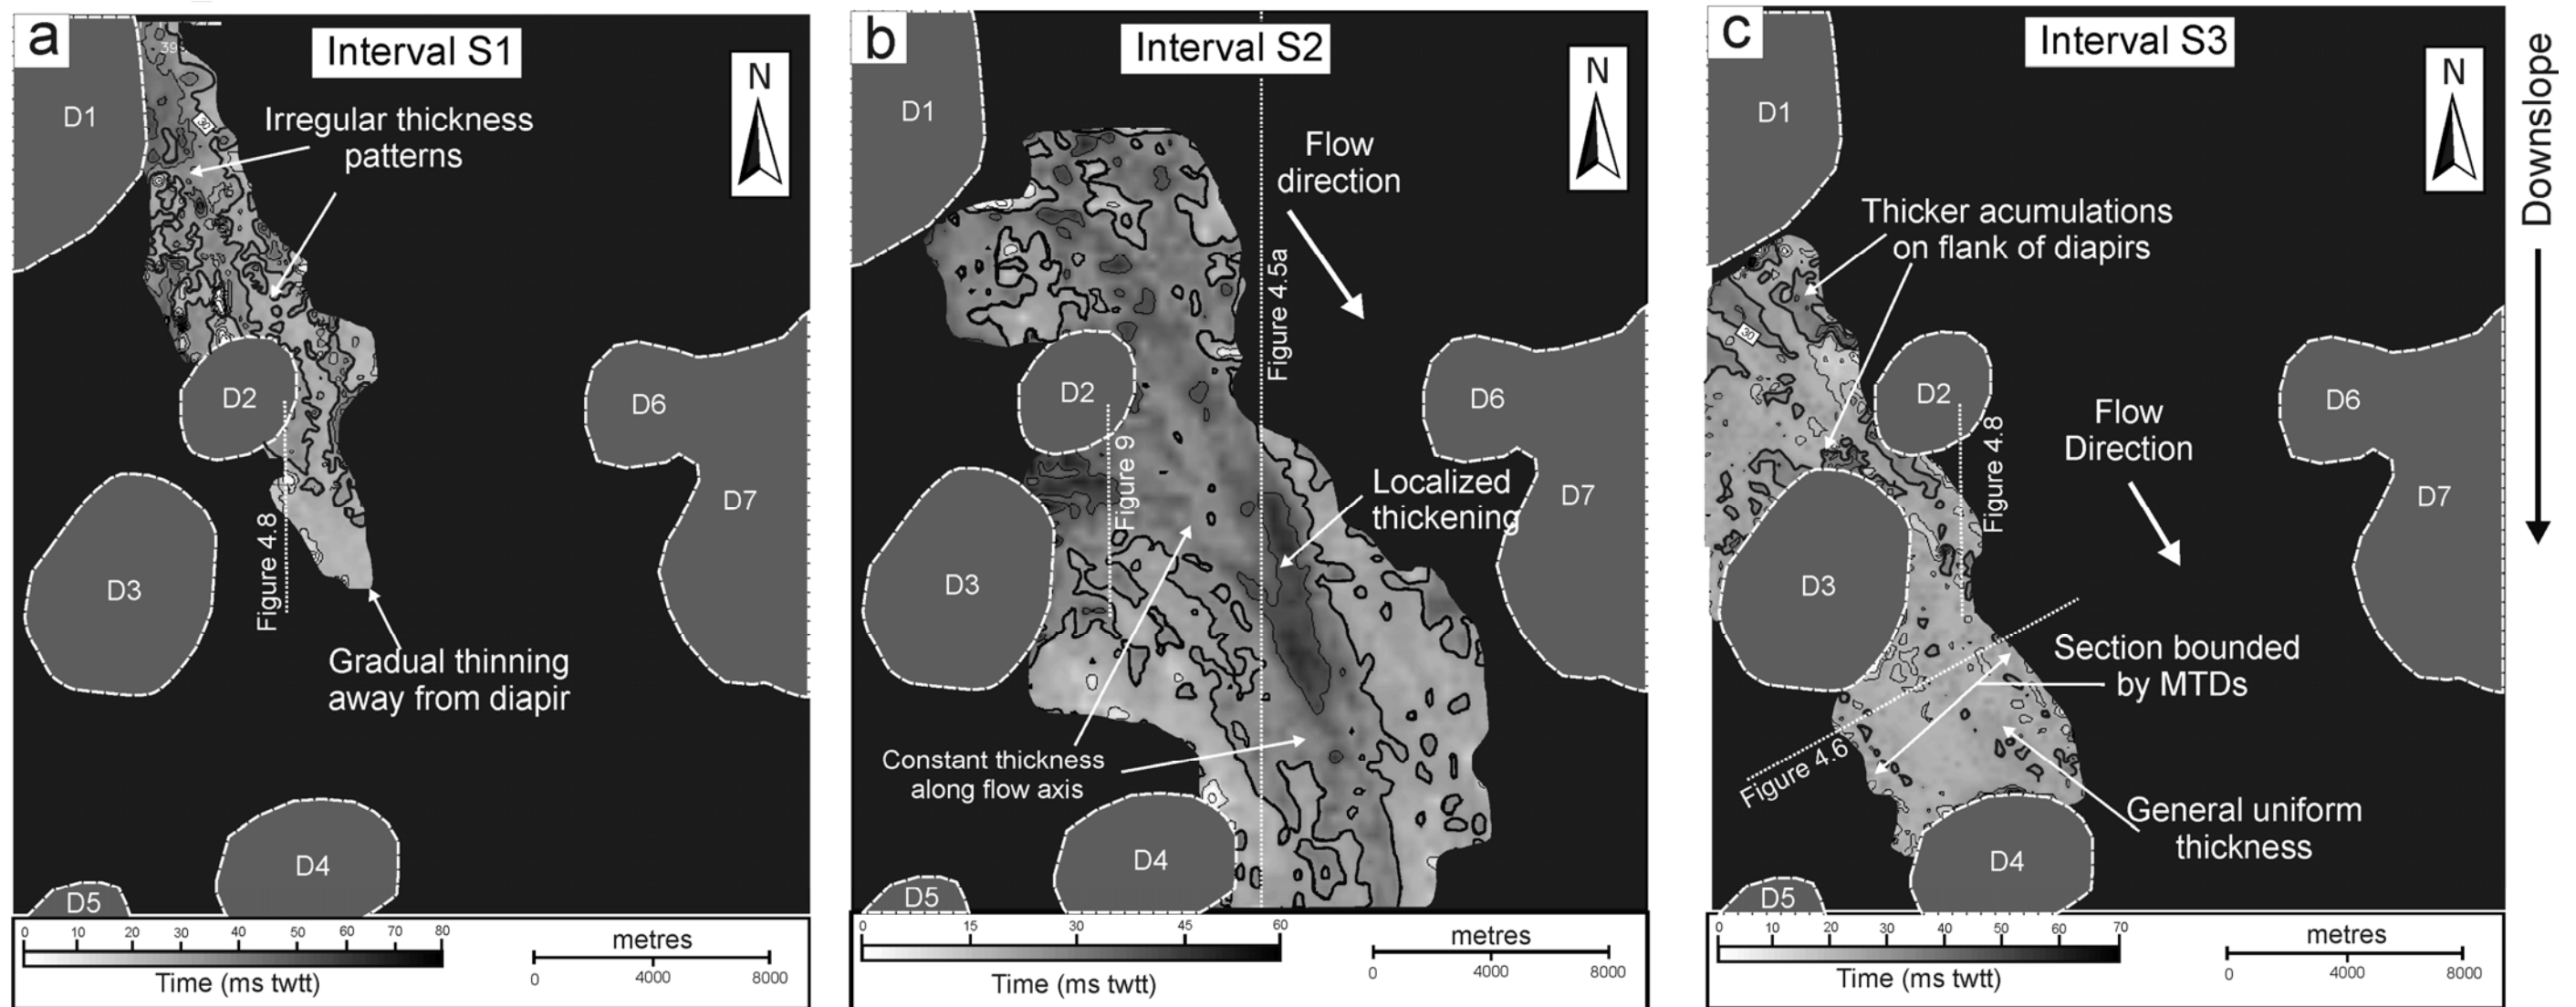 a
Interval S1
N
39
D1
30
Irregular thickness
patterns
D2
D6
D7
D3
Figure 4.8
Gradual thinning
away from diapir
D4
D5
0 10 20 30 40 50 60 70 80
Time (ms twtt)
metres
0 4000 8000
b
Interval S2
N
D1
Flow
direction
Figure 4.5a
D2
D6
Figure 9
Localized
thickening
D7
D3
Constant thickness
along flow axis
D4
D5
0 15 30 45 60
Time (ms twtt)
metres
0 4000 8000
c
Interval S3
N
Downslope
D1
Thicker acumulations
on flank of diapirs
30
D2
D6
Flow
Direction
Figure 4.8
D7
D3
Section bounded
by MTDs
Figure 4.6
General uniform
thickness
D4
D5
0 10 20 30 40 50 60 70
Time (ms twtt)
metres
0 4000 8000